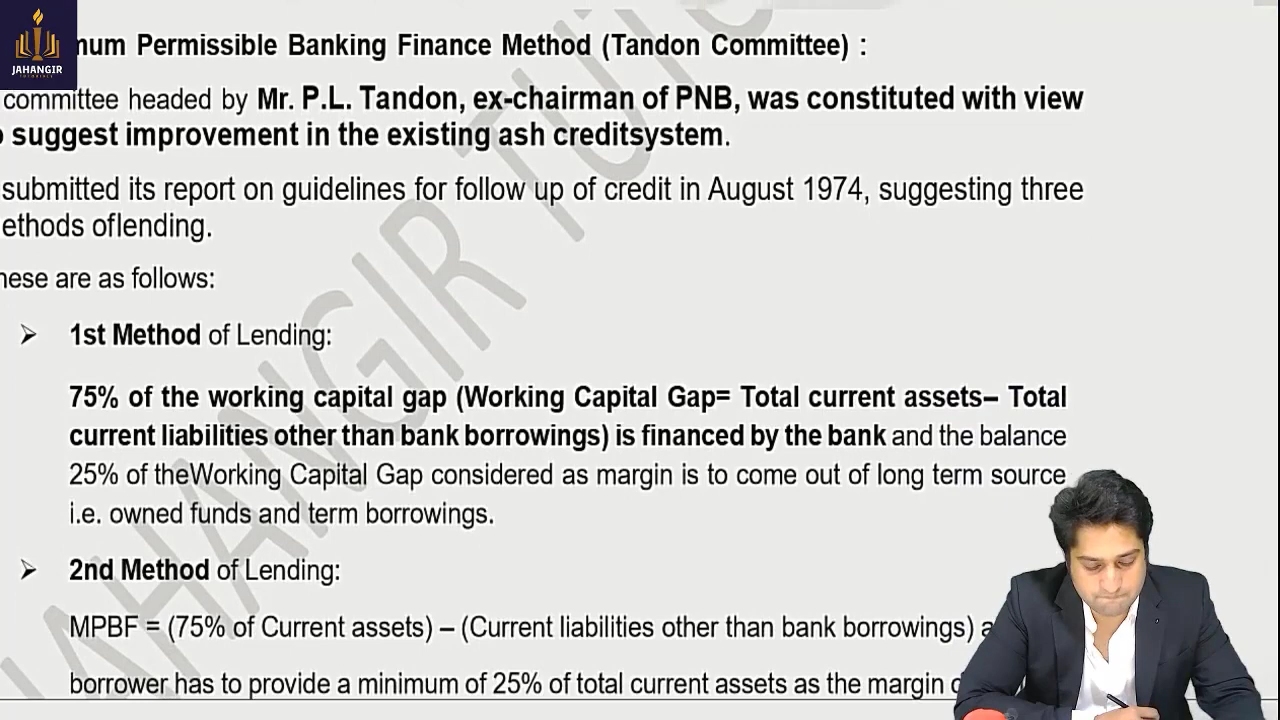 JAHANGIR
TUTORIALS
mum Permissible Banking Finance Method (Tandon Committee) :
committee headed by Mr. P.L. Tandon, ex-chairman of PNB, was constituted with view
suggest improvement in the existing ash creditsystem.
submitted its report on guidelines for follow up of credit in August 1974, suggesting three
ethods oflending.
hese are as follows:
➢ 1st Method of Lending:
75% of the working capital gap (Working Capital Gap= Total current assets– Total
current liabilities other than bank borrowings) is financed by the bank and the balance
25% of theWorking Capital Gap considered as margin is to come out of long term source
i.e. owned funds and term borrowings.
➢ 2nd Method of Lending:
MPBF = (75% of Current assets) – (Current liabilities other than bank borrowings)
borrower has to provide a minimum of 25% of total current assets as the margin